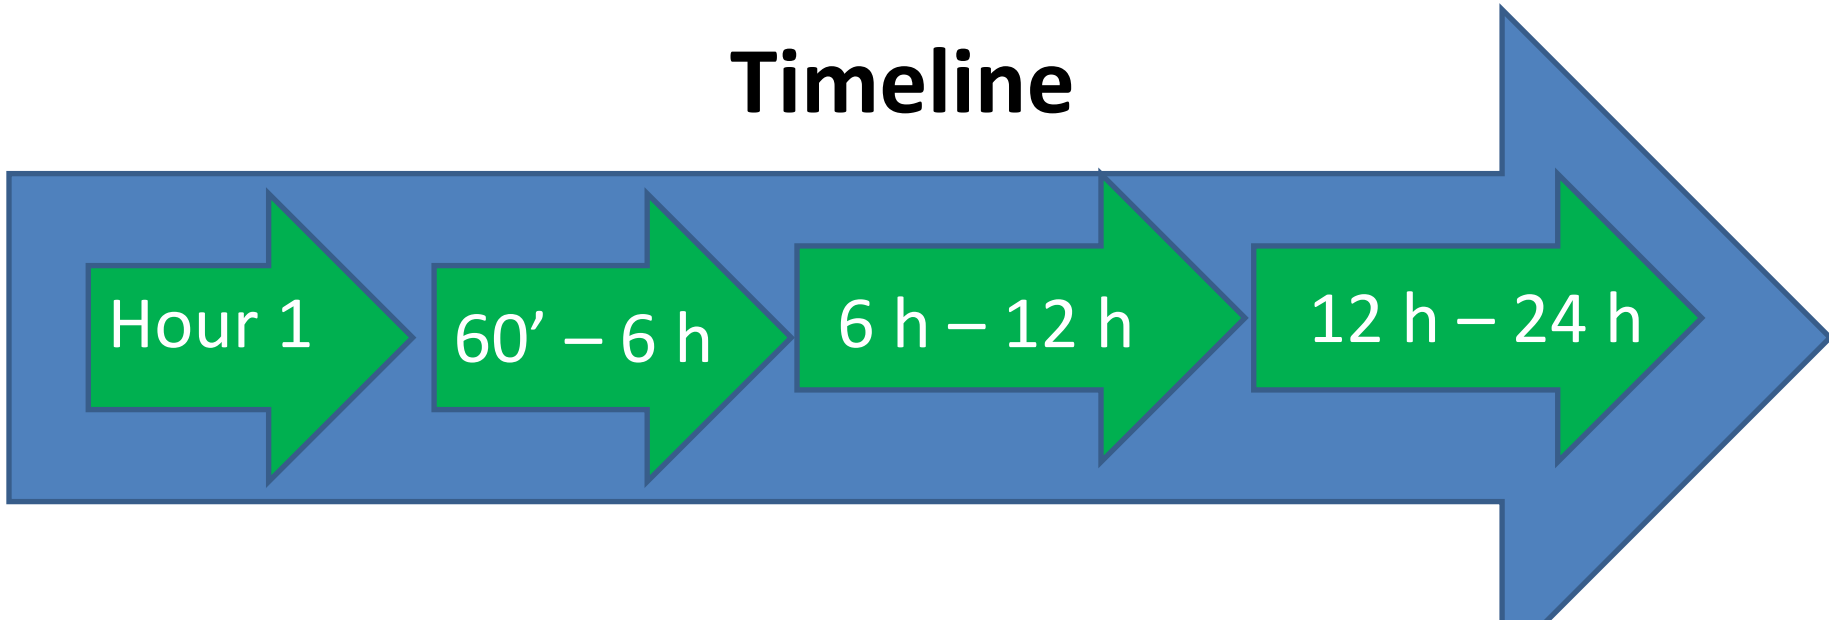 Timeline
Hour 1
60’ – 6 h
6 h – 12 h
12 h – 24 h